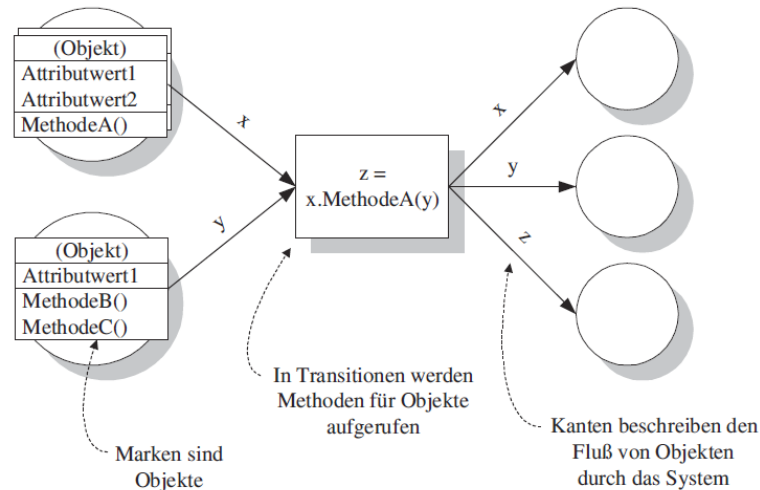 (Objekt)
Attributwert1
Attributwert2
MethodeA()
x
y
(Objekt)
Attributwert1
MethodeB()
MethodeC()
z =
x.MethodeA(y)
x
y
z
In Transitionen werden
Methoden für Objekte
aufgerufen
Marken sind
Objekte
Kanten beschreiben den
Fluß von Objekten
durch das System